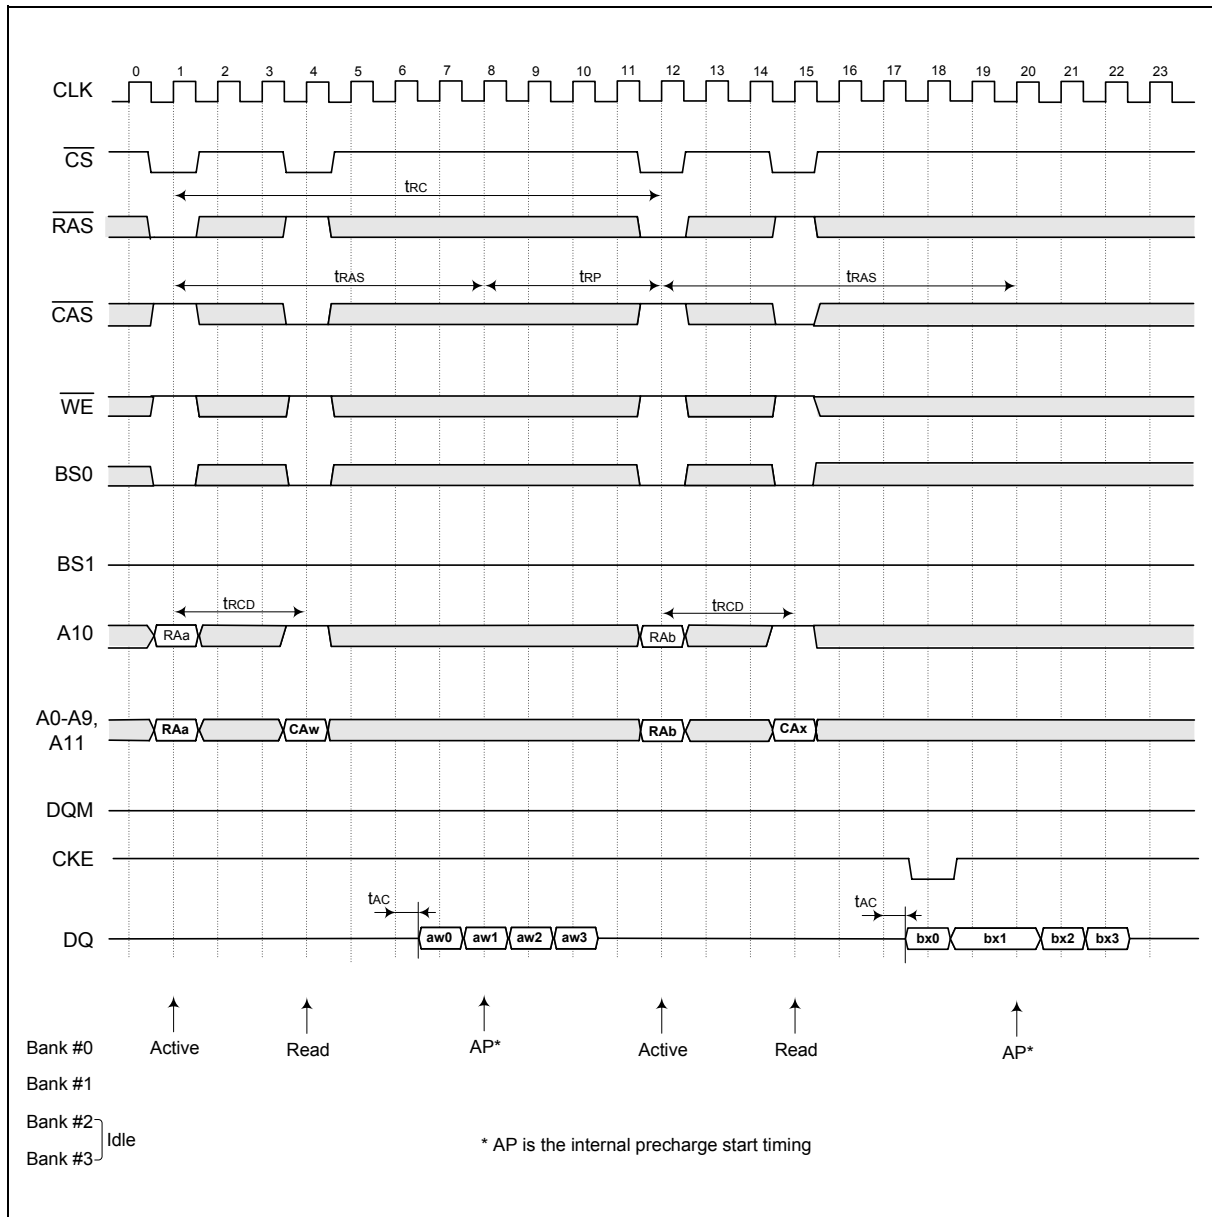 0 1 2 3 4 5 6 7 8 9 10 11 12 13 14 15 16 17 18 19 20 21 22 23
CLK
CS
tRC
RAS
tRAS tRP tRAS
CAS
WE
BS0
BS1
tRCD tRCD
A10 RAa RAb
A0-A9,
A11 RAa CAw RAb CAx
DQM
CKE
tAC tAC
DQ aw0 aw1 aw2 aw3 bx0 bx1 bx2 bx3
Bank #0 Active Read AP* Active Read AP*
Bank #1
Bank #2
Idle
Bank #3
* AP is the internal precharge start timing